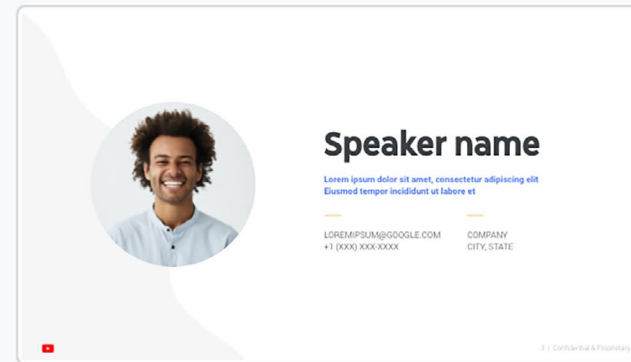 Speaker name
Lorem ipsum dolor sit amet, consectetur adipiscing elit
Eiusmod tempor incididunt ut labore et
LOREMIPSUM@GOOGLE.COM
+1 (XXX) XXX-XXXX
COMPANY
CITY, STATE
3 | Confidential & Proprietary